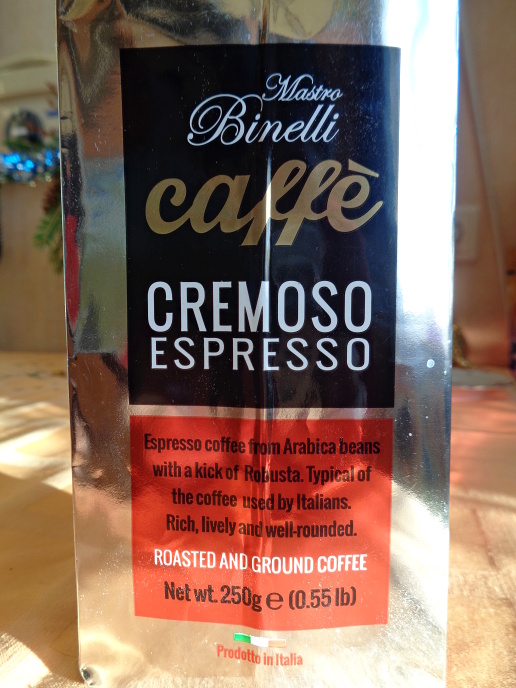 Mastro
Binelli
caffè
CREMOSO
ESPRESSO
Espresso coffee from Arabica beans
with a kick of Robusta. Typical of
the coffee used by Italians.
Rich, lively and well-rounded.
ROASTED AND GROUND COFFEE
Net wt. 250g ℮ (0.55 lb)
Prodotto in Italia